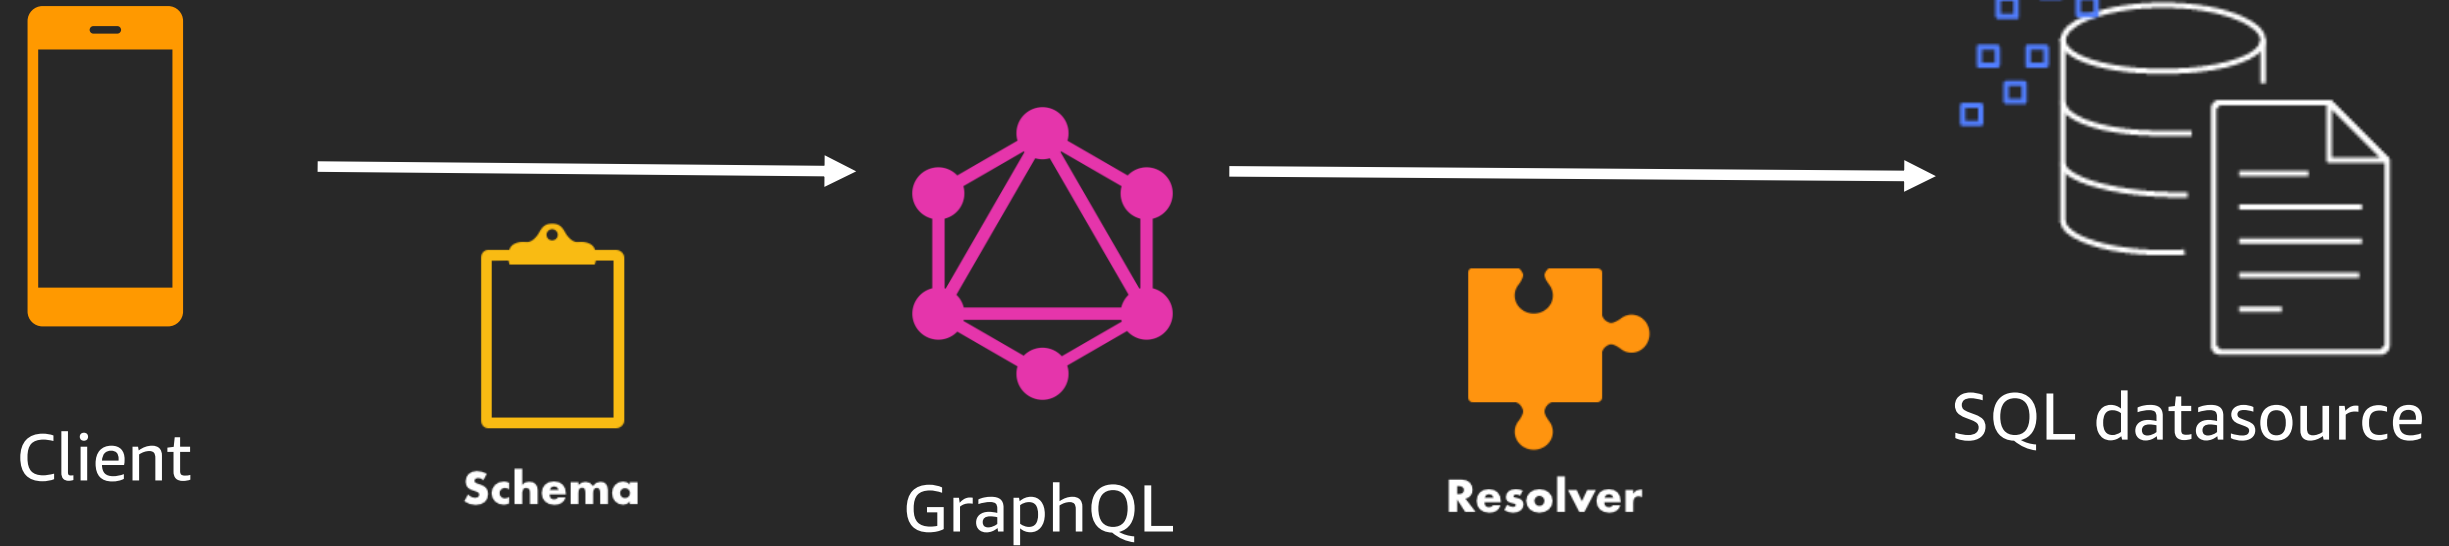 Client
Schema
GraphQL
Resolver
SQL datasource